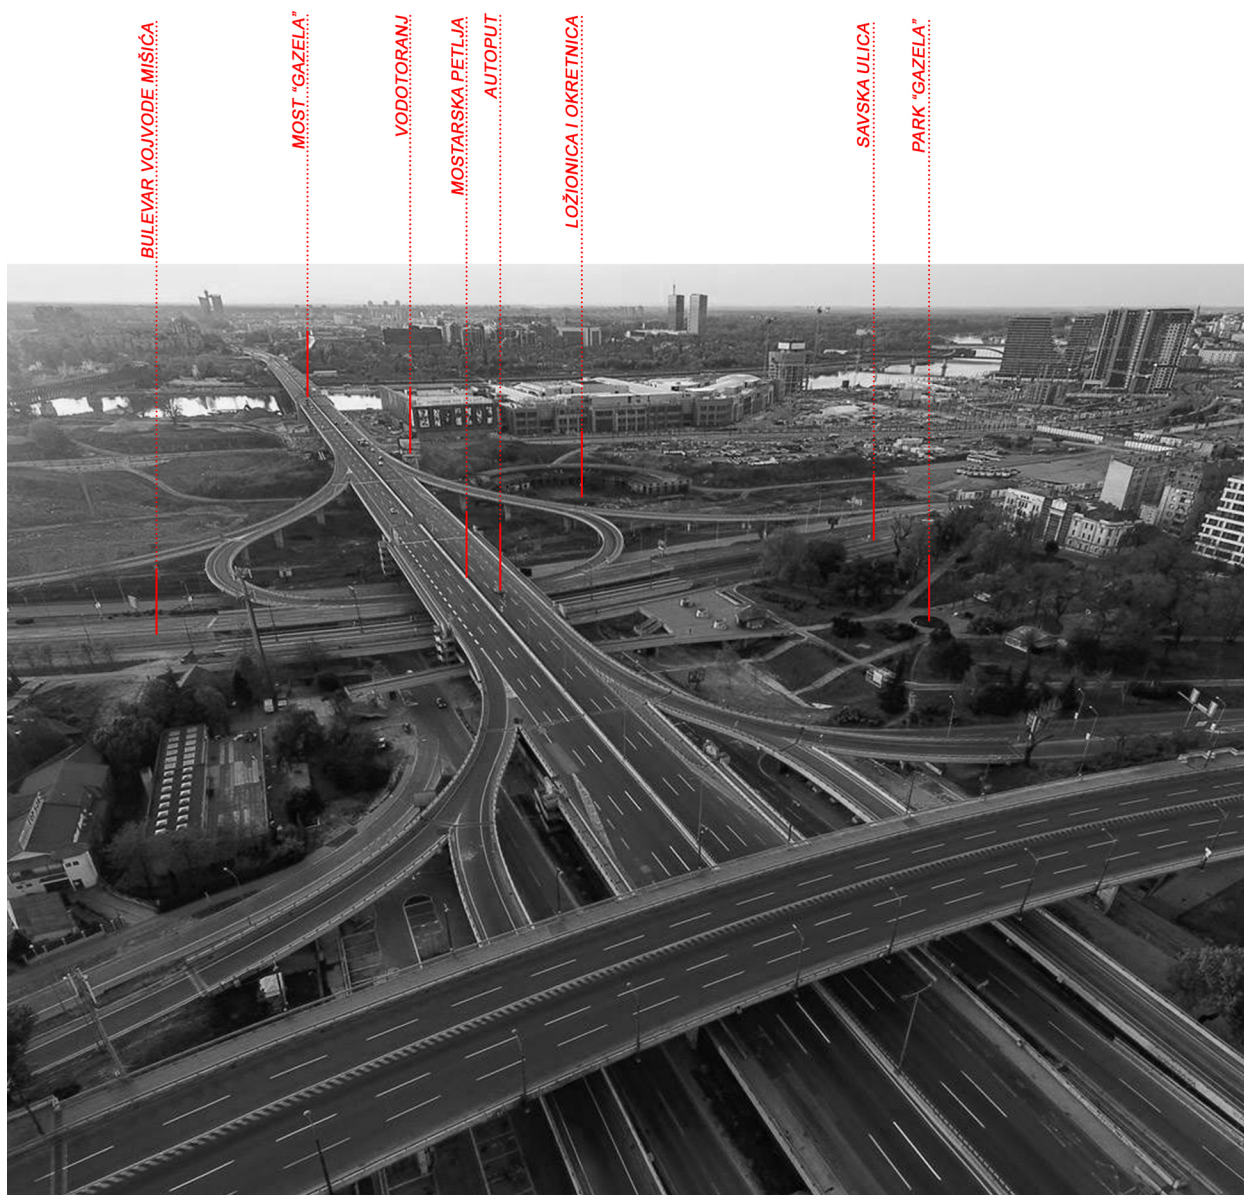 BULEVAR VOJVODE MIŠIĆA
MOST “GAZELA”
VODOTORANJ
MOSTARSKA PETLJA
AUTOPUT
LOŽIONICA I OKRETNICA
SAVSKA ULICA
PARK “GAZELA”